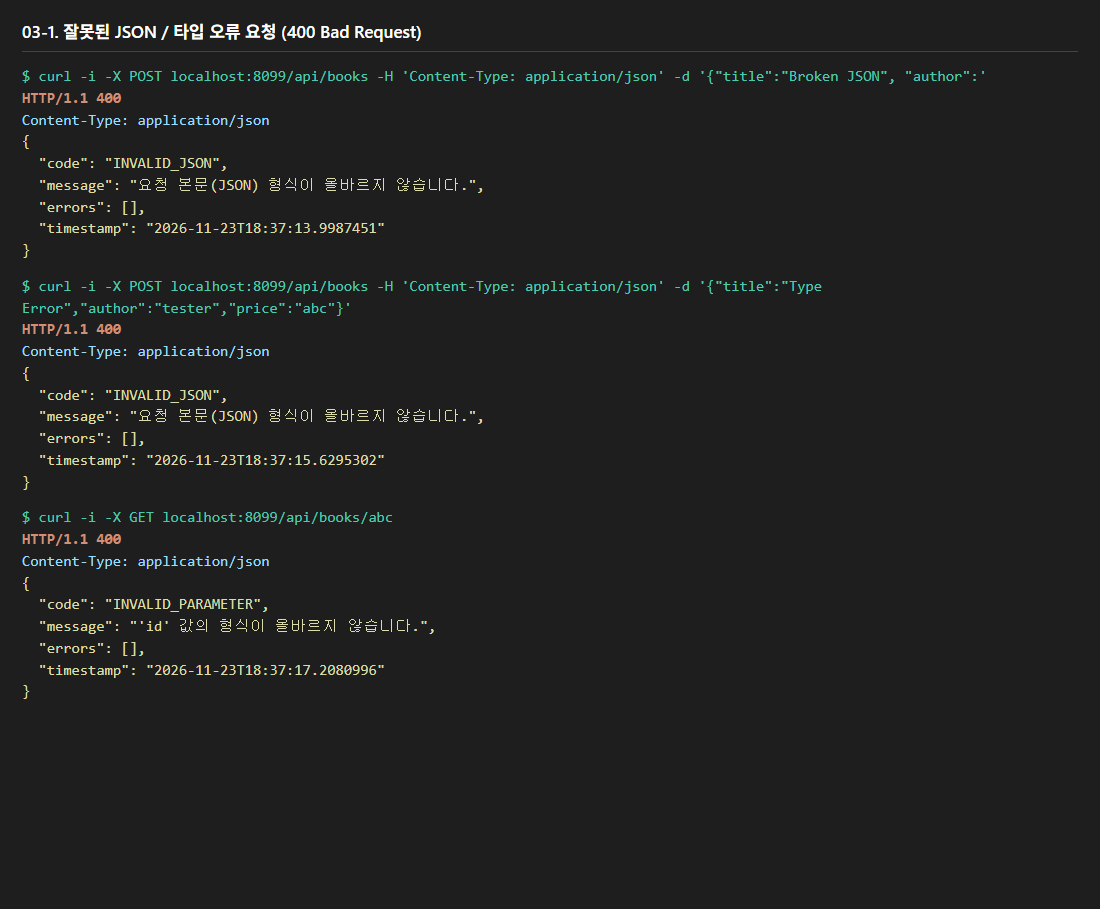 03-1. 잘못된 JSON / 타입 오류 요청 (400 Bad Request)
$ curl -i -X POST localhost:8099/api/books -H 'Content-Type: application/json' -d '{"title":"Broken JSON", "author":'
HTTP/1.1 400
Content-Type: application/json
{
  "code": "INVALID_JSON",
  "message": "요청 본문(JSON) 형식이 올바르지 않습니다.",
  "errors": [],
  "timestamp": "2026-11-23T18:37:13.9987451"
}
$ curl -i -X POST localhost:8099/api/books -H 'Content-Type: application/json' -d '{"title":"Type
Error","author":"tester","price":"abc"}'
HTTP/1.1 400
Content-Type: application/json
{
  "code": "INVALID_JSON",
  "message": "요청 본문(JSON) 형식이 올바르지 않습니다.",
  "errors": [],
  "timestamp": "2026-11-23T18:37:15.6295302"
}
$ curl -i -X GET localhost:8099/api/books/abc
HTTP/1.1 400
Content-Type: application/json
{
  "code": "INVALID_PARAMETER",
  "message": "'id' 값의 형식이 올바르지 않습니다.",
  "errors": [],
  "timestamp": "2026-11-23T18:37:17.2080996"
}